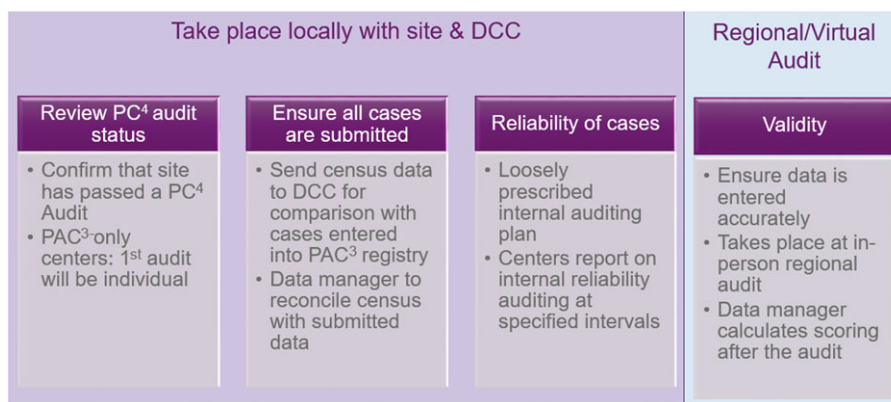 Take place locally with site & DCC
Regional/Virtual
Audit
Review PC⁴ audit
status
• Confirm that site
has passed a PC⁴
Audit
• PAC³-only
centers: 1st audit
will be individual
Ensure all cases
are submitted
• Send census data
to DCC for
comparison with
cases entered
into PAC³ registry
• Data manager to
reconcile census
with submitted
data
Reliability of cases
• Loosely
prescribed
internal auditing
plan
• Centers report on
internal reliability
auditing at
specified intervals
Validity
• Ensure data is
entered
accurately
• Takes place at in-
person regional
audit
• Data manager
calculates scoring
after the audit